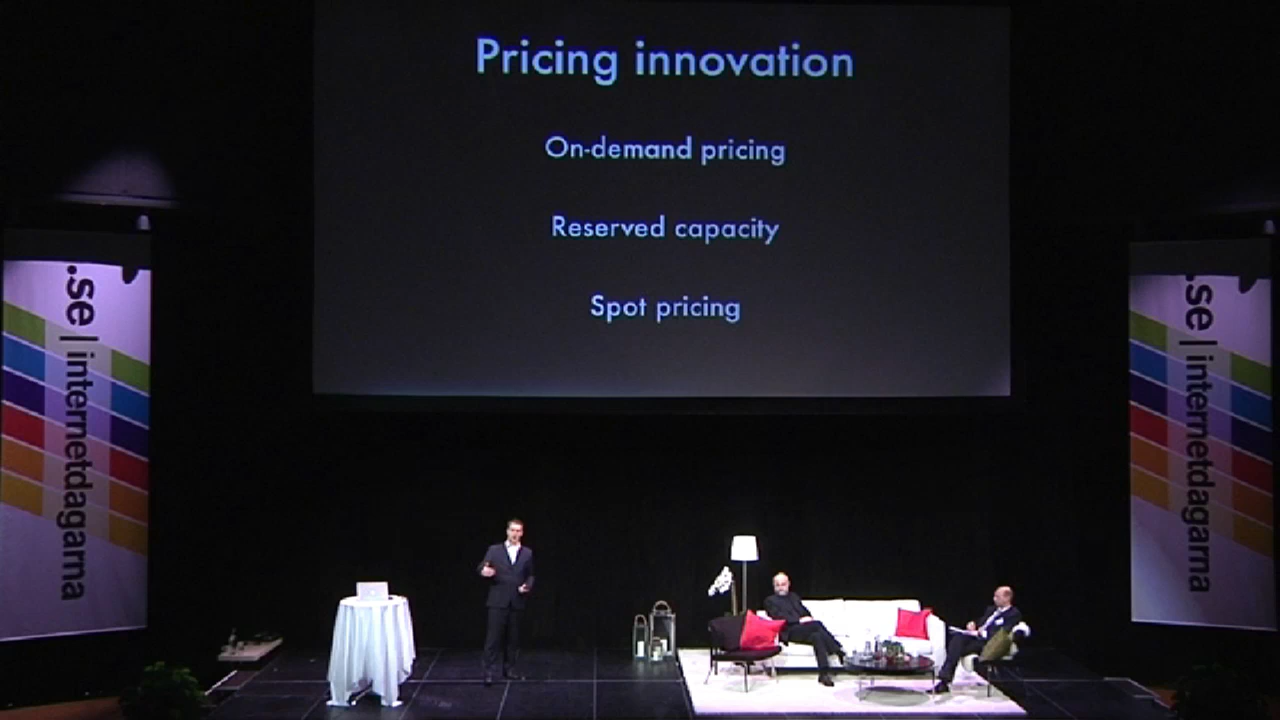 Pricing innovation
On-demand pricing
Reserved capacity
Spot pricing
.se | internetdagarna
.se | internetdagarna